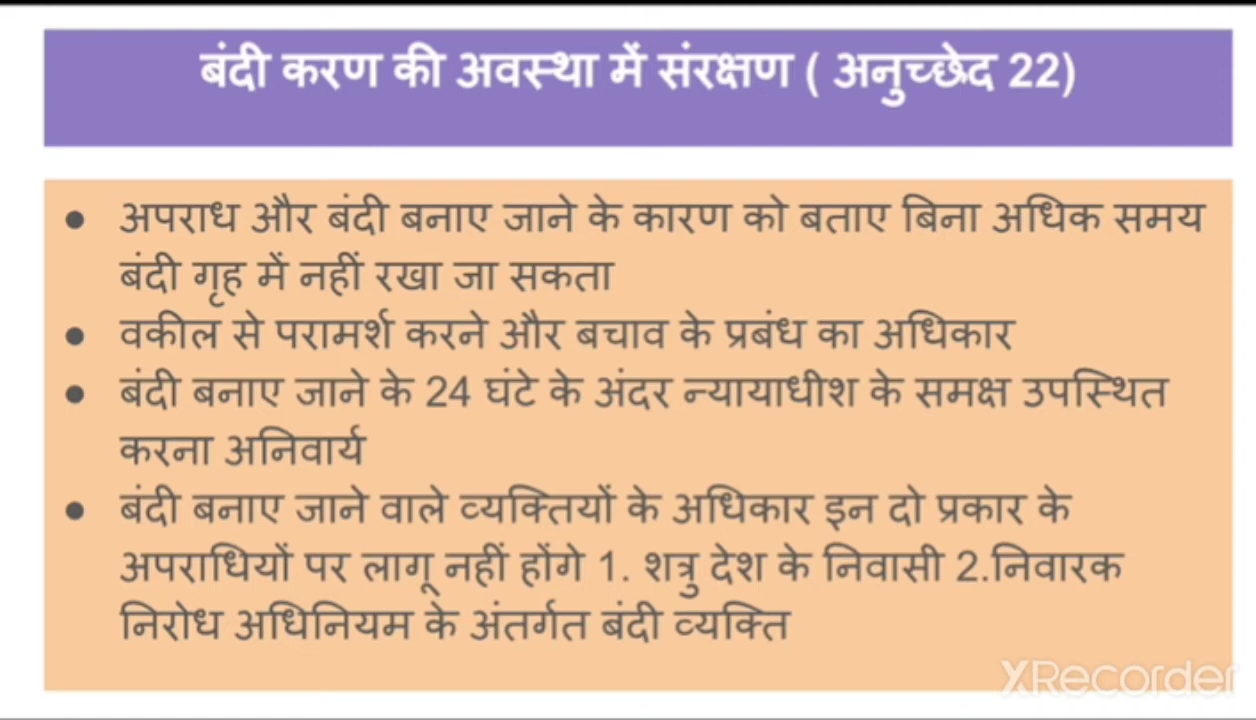 बंदी करण की अवस्था में संरक्षण ( अनुच्छेद 22)
● अपराध और बंदी बनाए जाने के कारण को बताए बिना अधिक समय
बंदी गृह में नहीं रखा जा सकता
● वकील से परामर्श करने और बचाव के प्रबंध का अधिकार
● बंदी बनाए जाने के 24 घंटे के अंदर न्यायाधीश के समक्ष उपस्थित
करना अनिवार्य
● बंदी बनाए जाने वाले व्यक्तियों के अधिकार इन दो प्रकार के
अपराधियों पर लागू नहीं होंगे 1. शत्रु देश के निवासी 2.निवारक
निरोध अधिनियम के अंतर्गत बंदी व्यक्ति
XRecorder